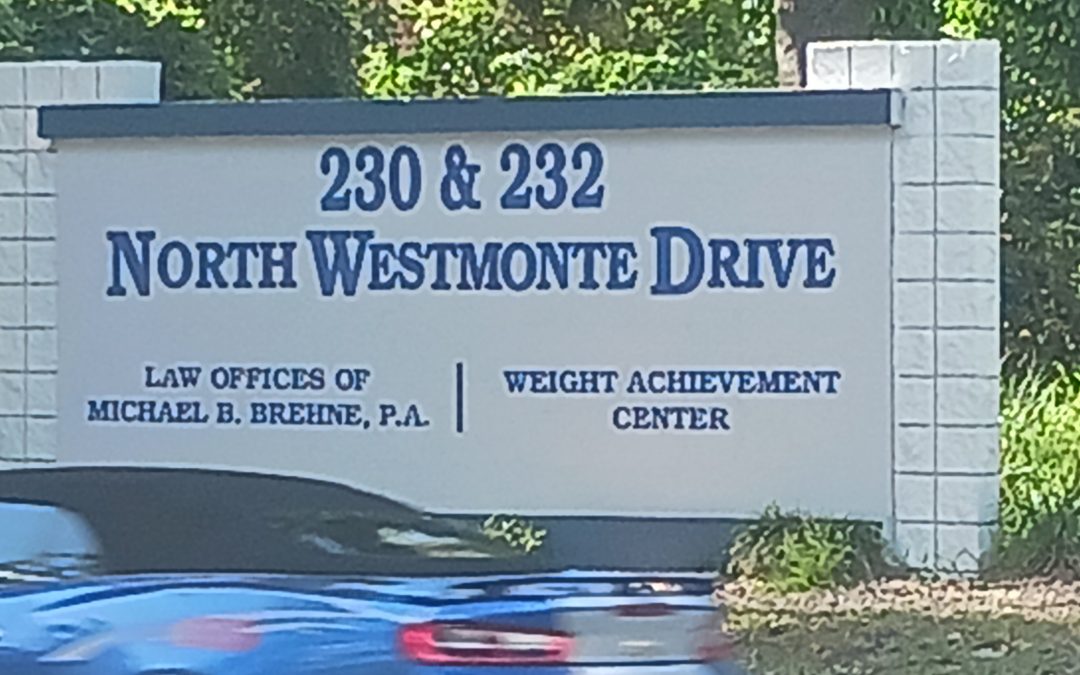 230 & 232
NORTH WESTMONTE DRIVE
LAW OFFICES OF
MICHAEL B. BREHNE, P.A.
WEIGHT ACHIEVEMENT
CENTER